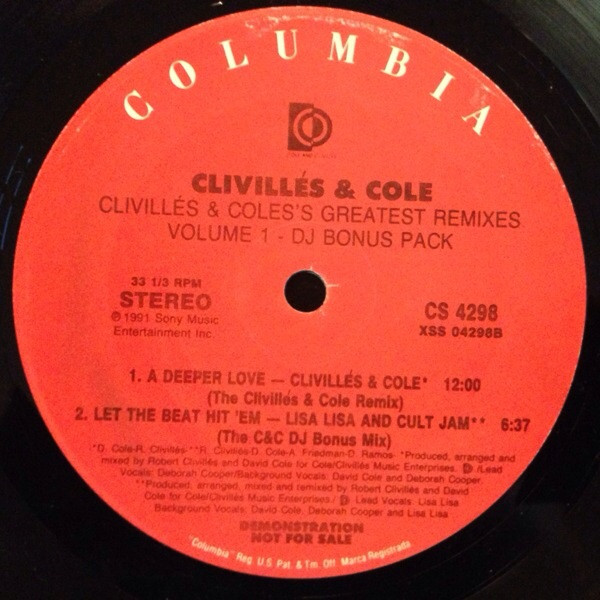 COLUMBIA
CLIVILLÉS & COLE
CLIVILLÉS & COLES'S GREATEST REMIXES
VOLUME 1 - DJ BONUS PACK
33 1/3 RPM
STEREO
℗ 1991 Sony Music
Entertainment Inc.
CS 4298
XSS 04298B
1. A DEEPER LOVE — CLIVILLÉS & COLE* 12:00
(The Clivillés & Cole Remix)
2. LET THE BEAT HIT 'EM — LISA LISA AND CULT JAM** 6:37
(The C&C DJ Bonus Mix)
*D. Cole-R. Clivillés **R. Clivillés-D. Cole-A. Friedman-D. Ramos *Produced, arranged and
mixed by Robert Clivillés and David Cole for Cole/Clivillés Music Enterprises. /Lead
Vocals: Deborah Cooper/Background Vocals: David Cole and Deborah Cooper.
**Produced, arranged, mixed and remixed by Robert Clivillés and David
Cole for Cole/Clivillés Music Enterprises./ Lead Vocals: Lisa Lisa
Background Vocals: David Cole, Deborah Cooper and Lisa Lisa
DEMONSTRATION
NOT FOR SALE
"Columbia" Reg. U.S. Pat. & Tm. Off. Marca Registrada